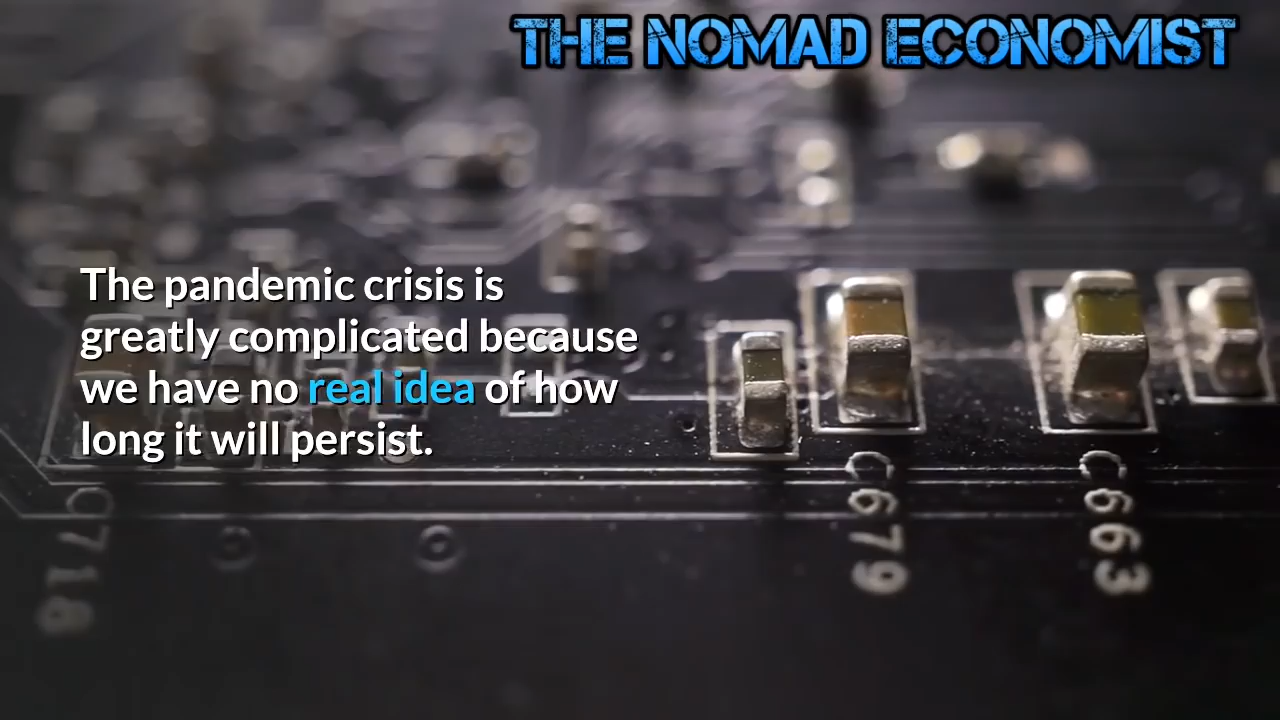 THE NOMAD ECONOMIST
The pandemic crisis is
greatly complicated because
we have no real idea of how
long it will persist.
C718
C679
C663